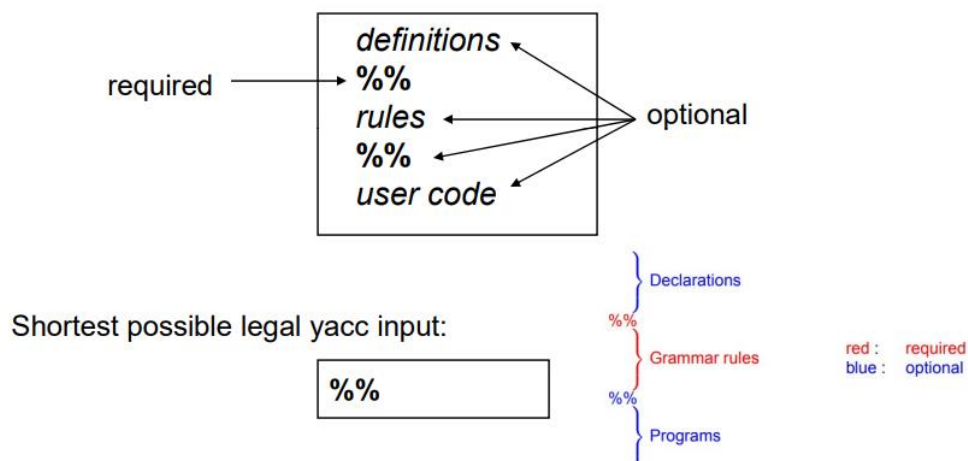 definitions
required
%%
rules
optional
%%
user code
Declarations
Shortest possible legal yacc input:
%%
Grammar rules
red : required
blue : optional
%%
%%
Programs